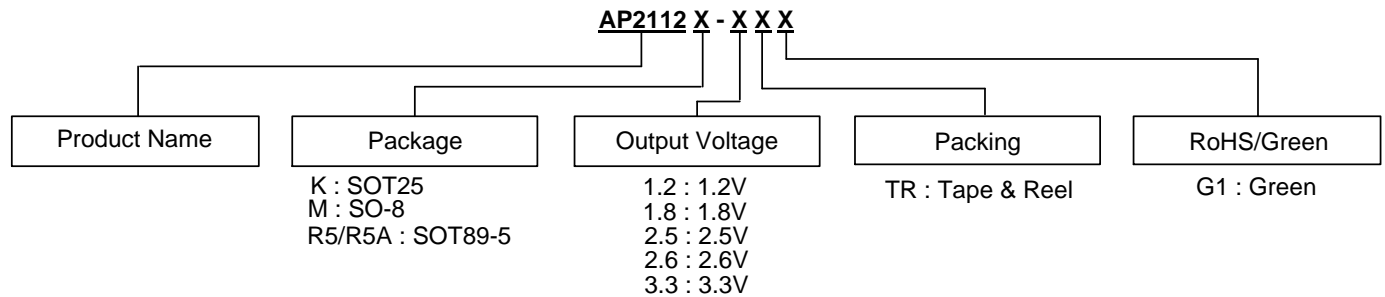 AP2112 X - X X X
Product Name
Package
Output Voltage
Packing
RoHS/Green
K : SOT25
M : SO-8
R5/R5A : SOT89-5
1.2 : 1.2V
1.8 : 1.8V
2.5 : 2.5V
2.6 : 2.6V
3.3 : 3.3V
TR : Tape & Reel
G1 : Green